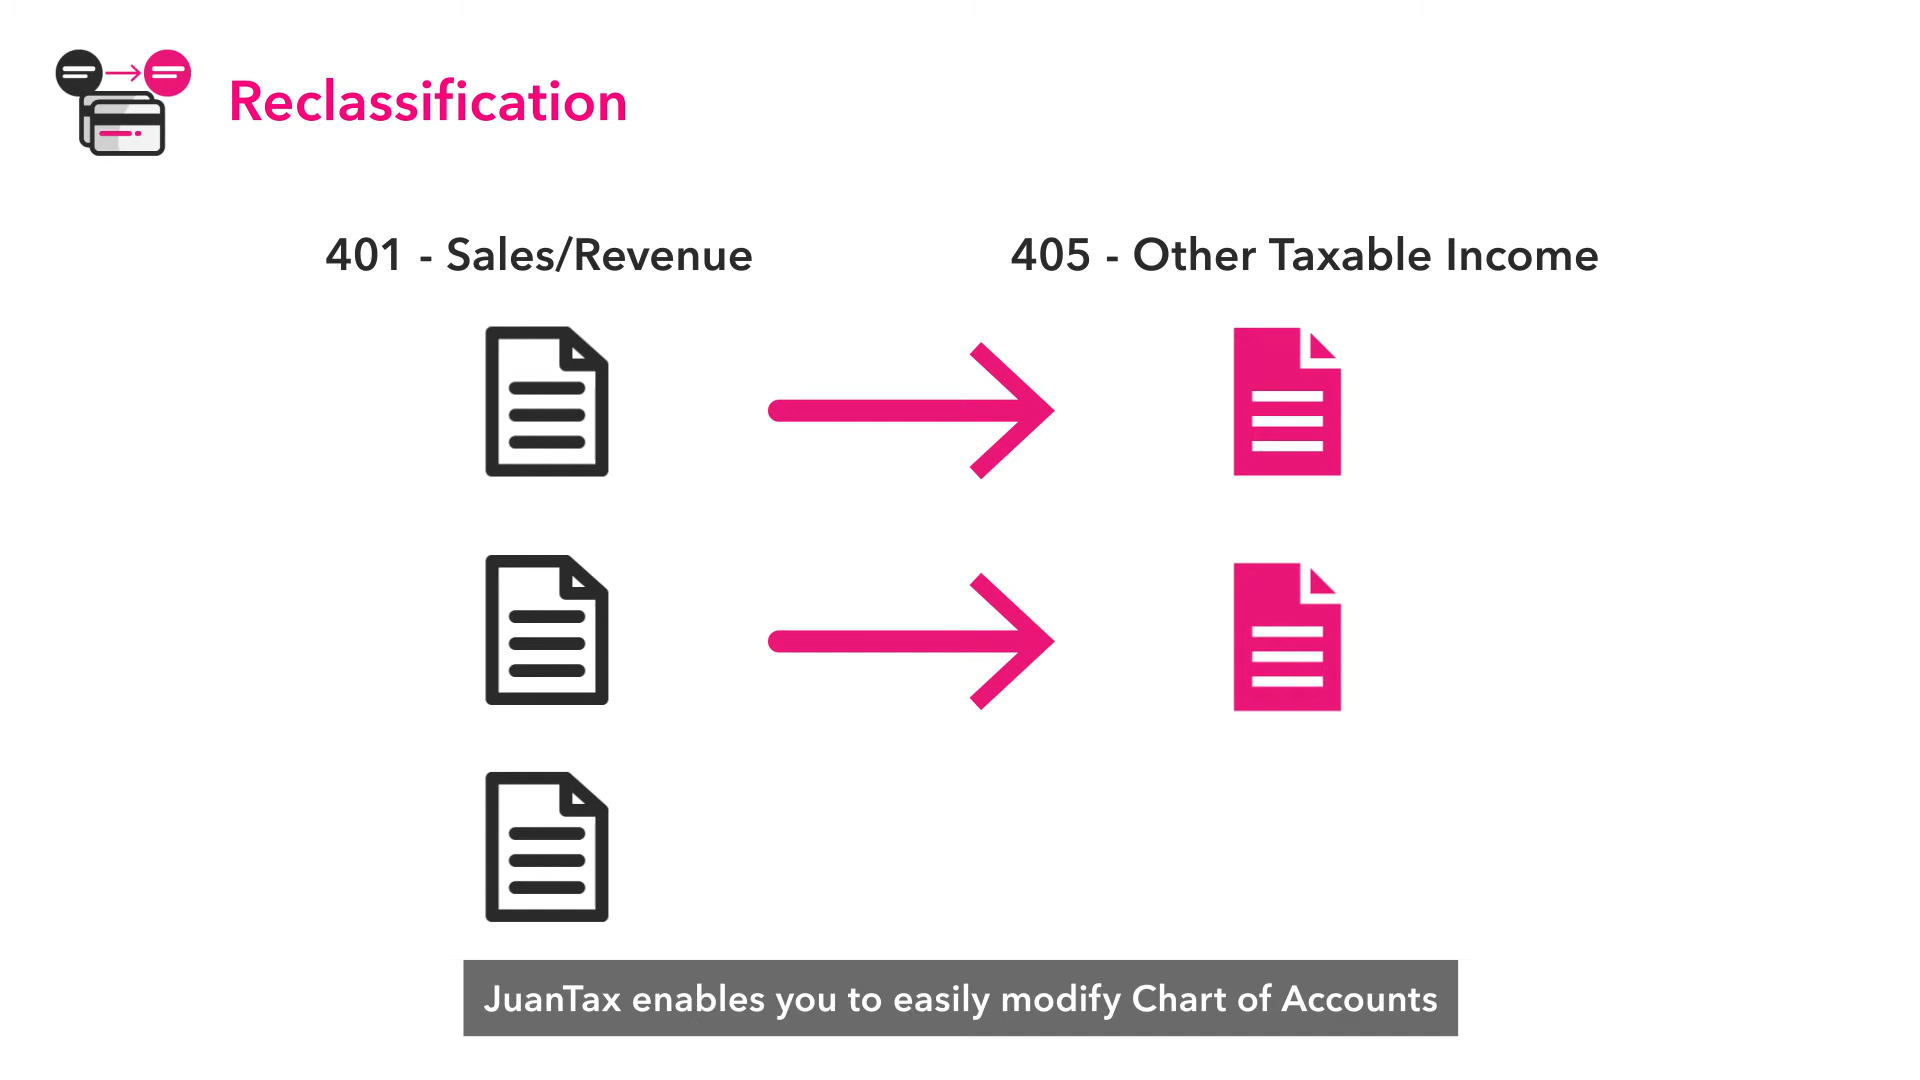 Reclassification
401 - Sales/Revenue
405 - Other Taxable Income
JuanTax enables you to easily modify Chart of Accounts